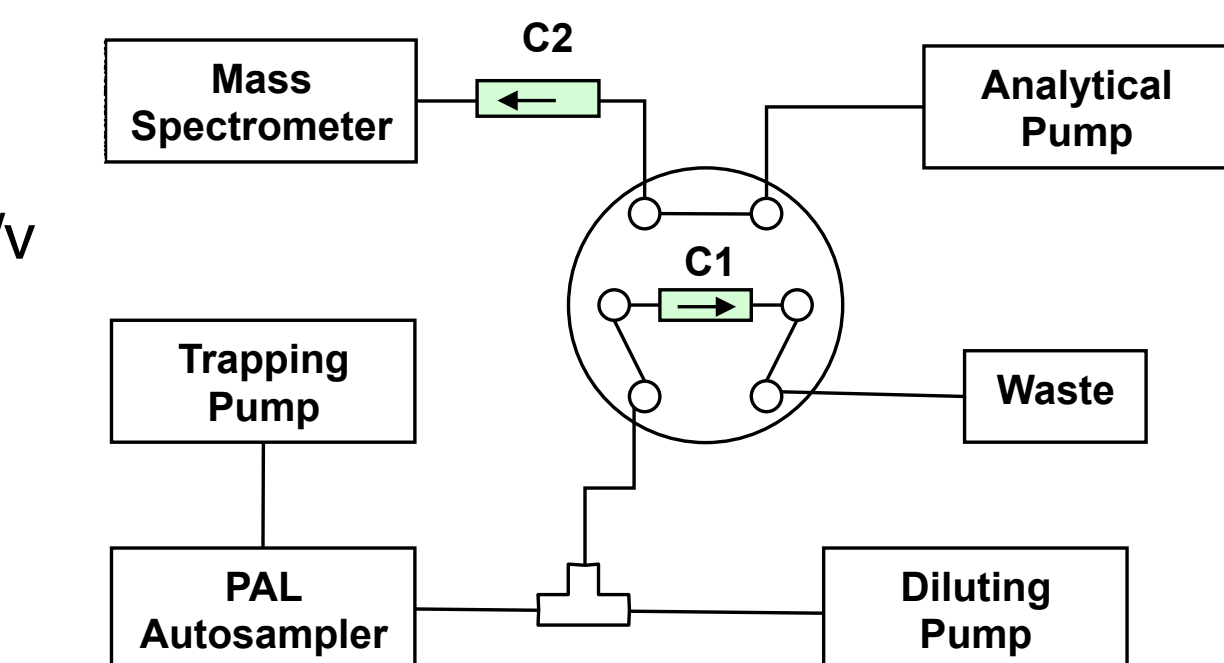 C2
Mass
Spectrometer
Analytical
Pump
/v
C1
Trapping
Pump
Waste
PAL
Autosampler
Diluting
Pump